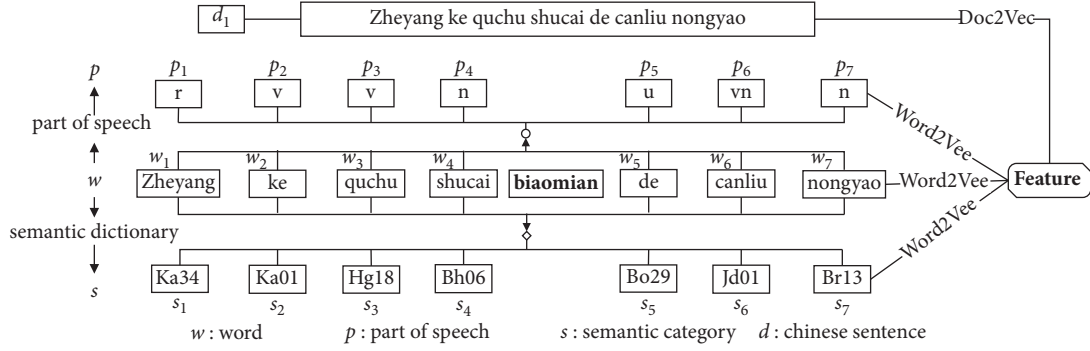 d1 Zheyang ke quchu shucai de canliu nongyao Doc2Vec
p p1 p2 p3 p4 p5 p6 p7
r v v n u vn n
part of speech Word2Vee
w1 w2 w3 w4 w5 w6 w7
w Zheyang ke quchu shucai biaomian de canliu nongyao Word2Vee Feature
semantic dictionary Word2Vee
Ka34 Ka01 Hg18 Bh06 Bo29 Jd01 Br13
s s1 s2 s3 s4 s5 s6 s7
w : word p : part of speech s : semantic category d : chinese sentence